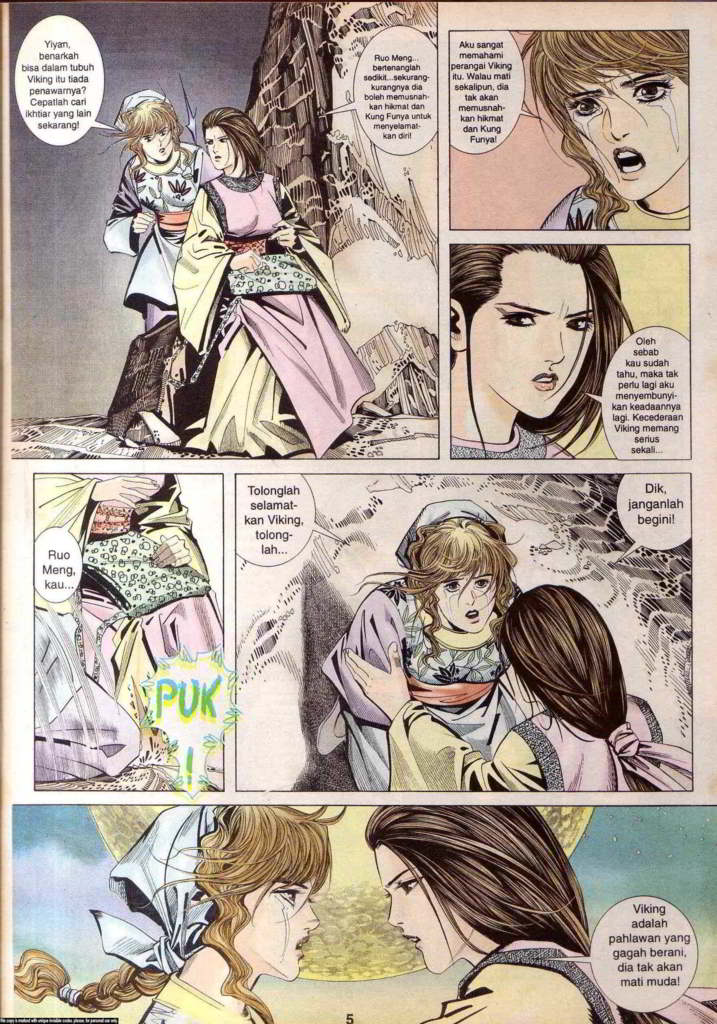 Yiyan,
benarkah
bisa dalam tubuh
Viking itu tiada
penawarnya?
Cepatlah cari
ikhtiar yang lain
sekarang!
Ruo Meng...
bertenanglah
sedikit...sekurang-
kurangnya dia
boleh memusnah-
kan hikmat dan
Kung Funya untuk
menyelamat-
kan diri!
Aku sangat
memahami
perangai Viking
itu. Walau mati
sekalipun, dia
tak akan
memusnah-
kan hikmat
dan Kung
Funya!
Oleh
sebab
kau sudah
tahu, maka tak
perlu lagi aku
menyembunyi-
kan keadaannya
lagi. Kecederaan
Viking memang
serius
sekali...
Ruo
Meng,
kau...
PUK
!
Tolonglah
selamat-
kan Viking,
tolong-
lah...
Dik,
janganlah
begini!
Viking
adalah
pahlawan yang
gagah berani,
dia tak akan
mati muda!
5